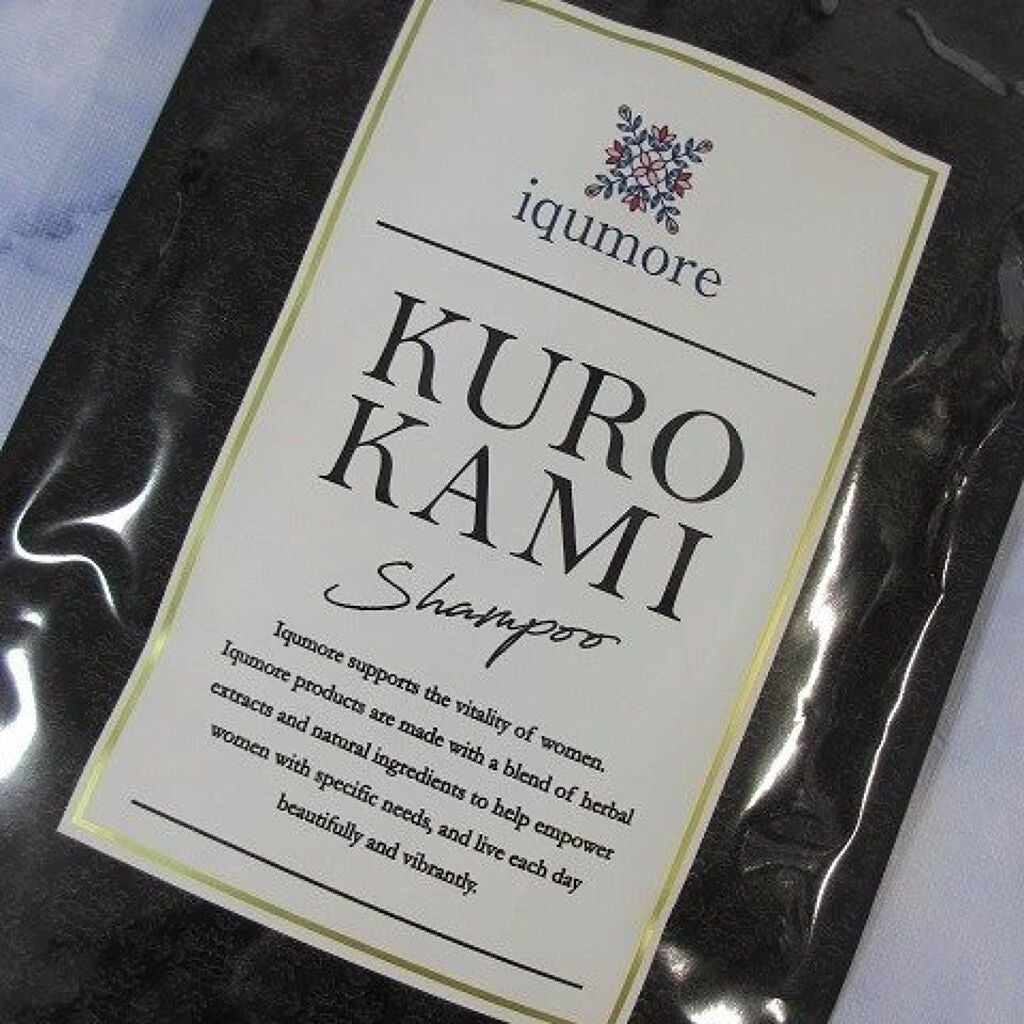 iqumore
KURO
KAMI
Shampoo
Iqumore supports the vitality of women.
Iqumore products are made with a blend of herbal
extracts and natural ingredients to help empower
women with specific needs, and live each day
beautifully and vibrantly.